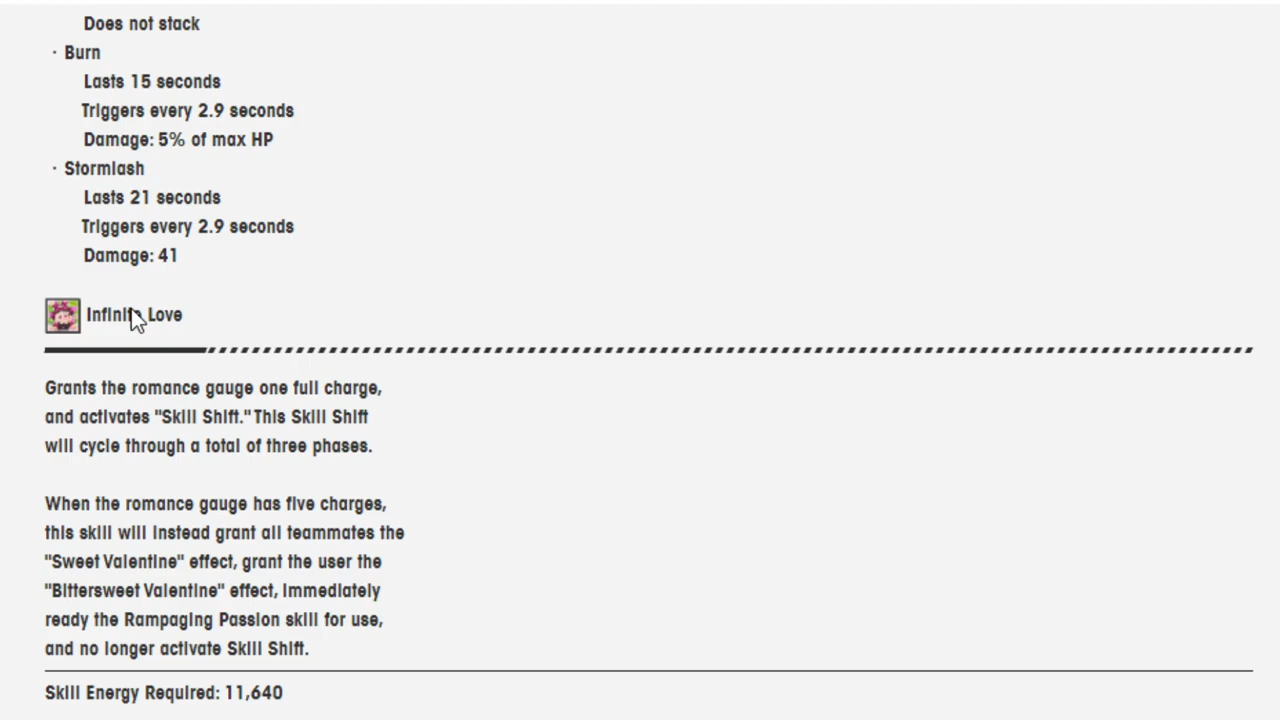 Does not stack
· Burn
Lasts 15 seconds
Triggers every 2.9 seconds
Damage: 5% of max HP
· Stormlash
Lasts 21 seconds
Triggers every 2.9 seconds
Damage: 41
Infinite Love
Grants the romance gauge one full charge,
and activates "Skill Shift." This Skill Shift
will cycle through a total of three phases.
When the romance gauge has five charges,
this skill will instead grant all teammates the
"Sweet Valentine" effect, grant the user the
"Bittersweet Valentine" effect, immediately
ready the Rampaging Passion skill for use,
and no longer activate Skill Shift.
Skill Energy Required: 11,640